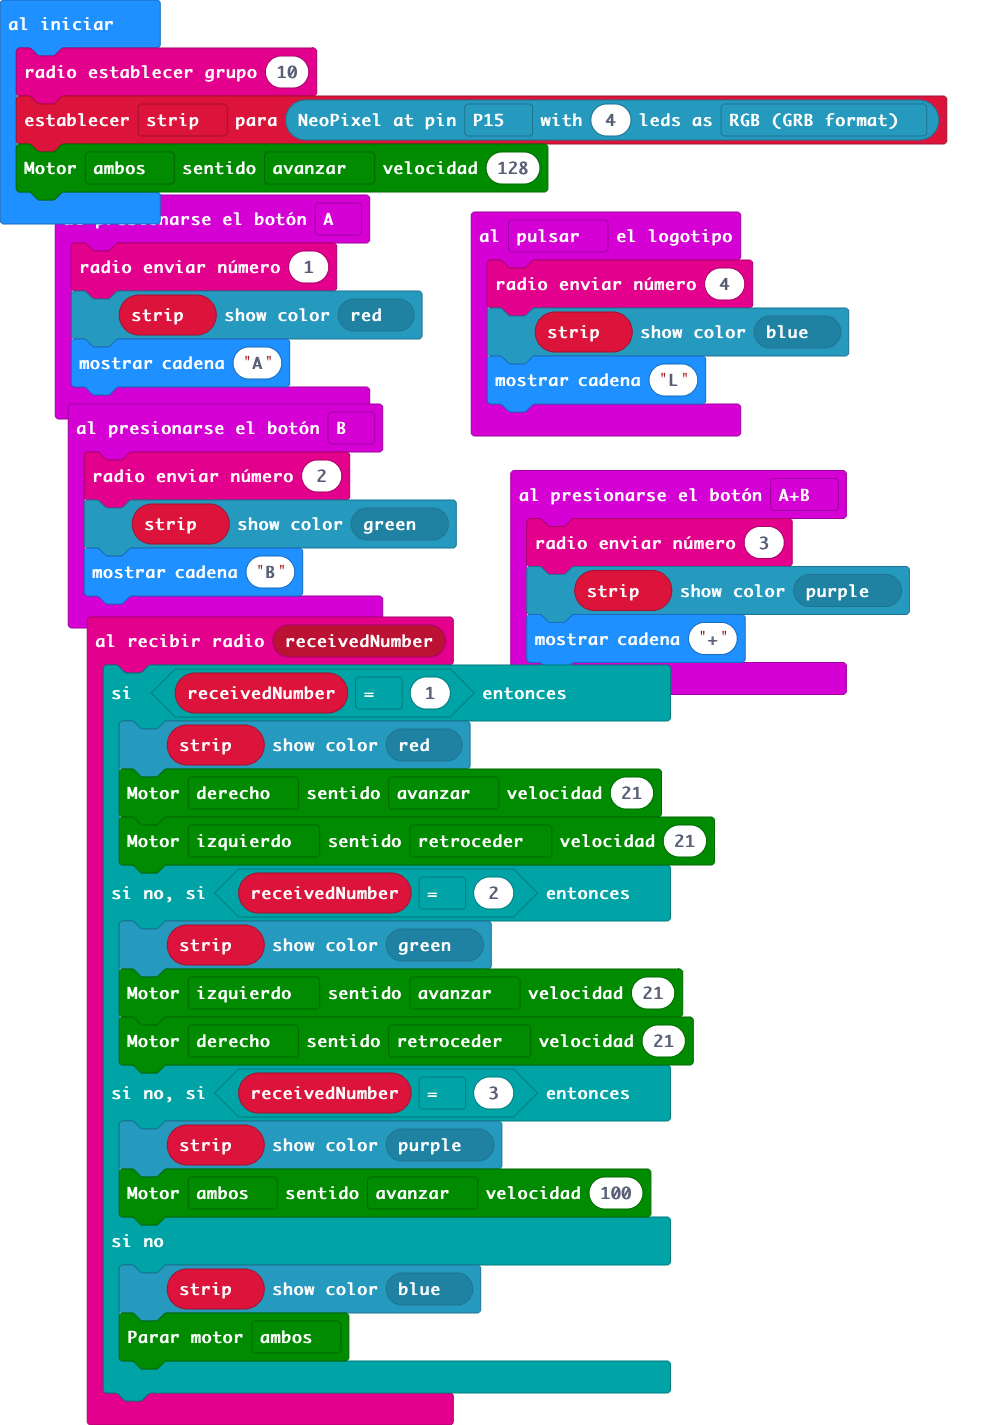 al iniciar
radio establecer grupo 10
establecer strip para NeoPixel at pin P15 with 4 leds as RGB (GRB format)
Motor ambos sentido avanzar velocidad 128
presionarse el botón A
radio enviar número 1
strip show color red
mostrar cadena "A"
al pulsar el logotipo
radio enviar número 4
strip show color blue
mostrar cadena "L"
al presionarse el botón B
radio enviar número 2
strip show color green
mostrar cadena "B"
al presionarse el botón A+B
radio enviar número 3
strip show color purple
mostrar cadena "+"
al recibir radio receivedNumber
si receivedNumber = 1 entonces
strip show color red
Motor derecho sentido avanzar velocidad 21
Motor izquierdo sentido retroceder velocidad 21
si no, si receivedNumber = 2 entonces
strip show color green
Motor izquierdo sentido avanzar velocidad 21
Motor derecho sentido retroceder velocidad 21
si no, si receivedNumber = 3 entonces
strip show color purple
Motor ambos sentido avanzar velocidad 100
si no
strip show color blue
Parar motor ambos